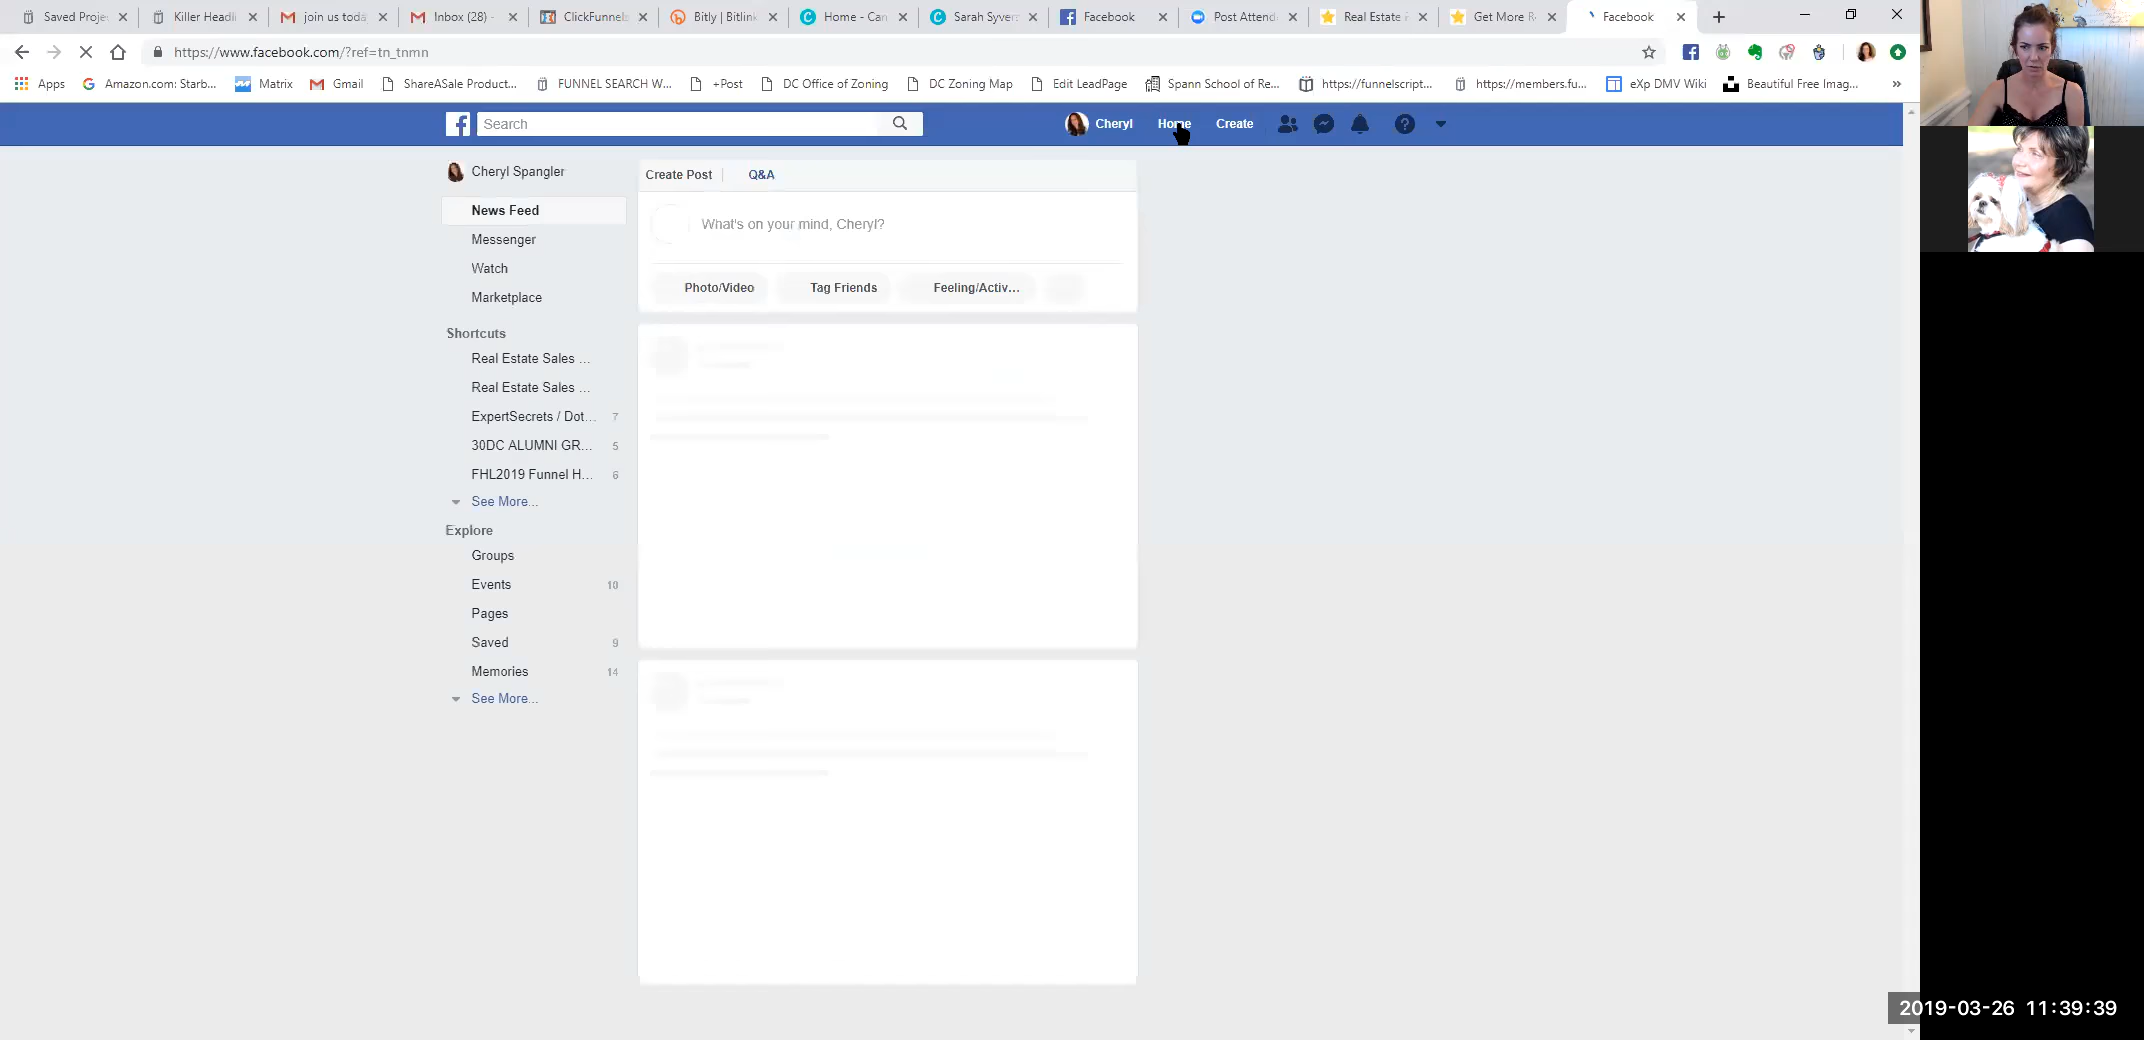 Saved Projec
Killer Headli
join us toda
Inbox (28) -
ClickFunnels
Bitly | Bitlink
Home - Can
Sarah Syvers
Facebook
Post Attend
Real Estate
Get More R
Facebook
https://www.facebook.com/?ref=tn_tnmn
Apps
Amazon.com: Starb...
Matrix
Gmail
ShareASale Product...
FUNNEL SEARCH W...
+Post
DC Office of Zoning
DC Zoning Map
Edit LeadPage
Spann School of Re...
https://funnelscript...
https://members.fu...
eXp DMV Wiki
Beautiful Free Imag...
»
Search
Cheryl
Home
Create
Cheryl Spangler
News Feed
Messenger
Watch
Marketplace
Shortcuts
Real Estate Sales ...
Real Estate Sales ...
ExpertSecrets / Dot... 7
30DC ALUMNI GR... 5
FHL2019 Funnel H... 6
See More...
Explore
Groups
Events 10
Pages
Saved 9
Memories 14
See More...
Create Post
Q&A
What's on your mind, Cheryl?
Photo/Video
Tag Friends
Feeling/Activ...
2019-03-26 11:39:39